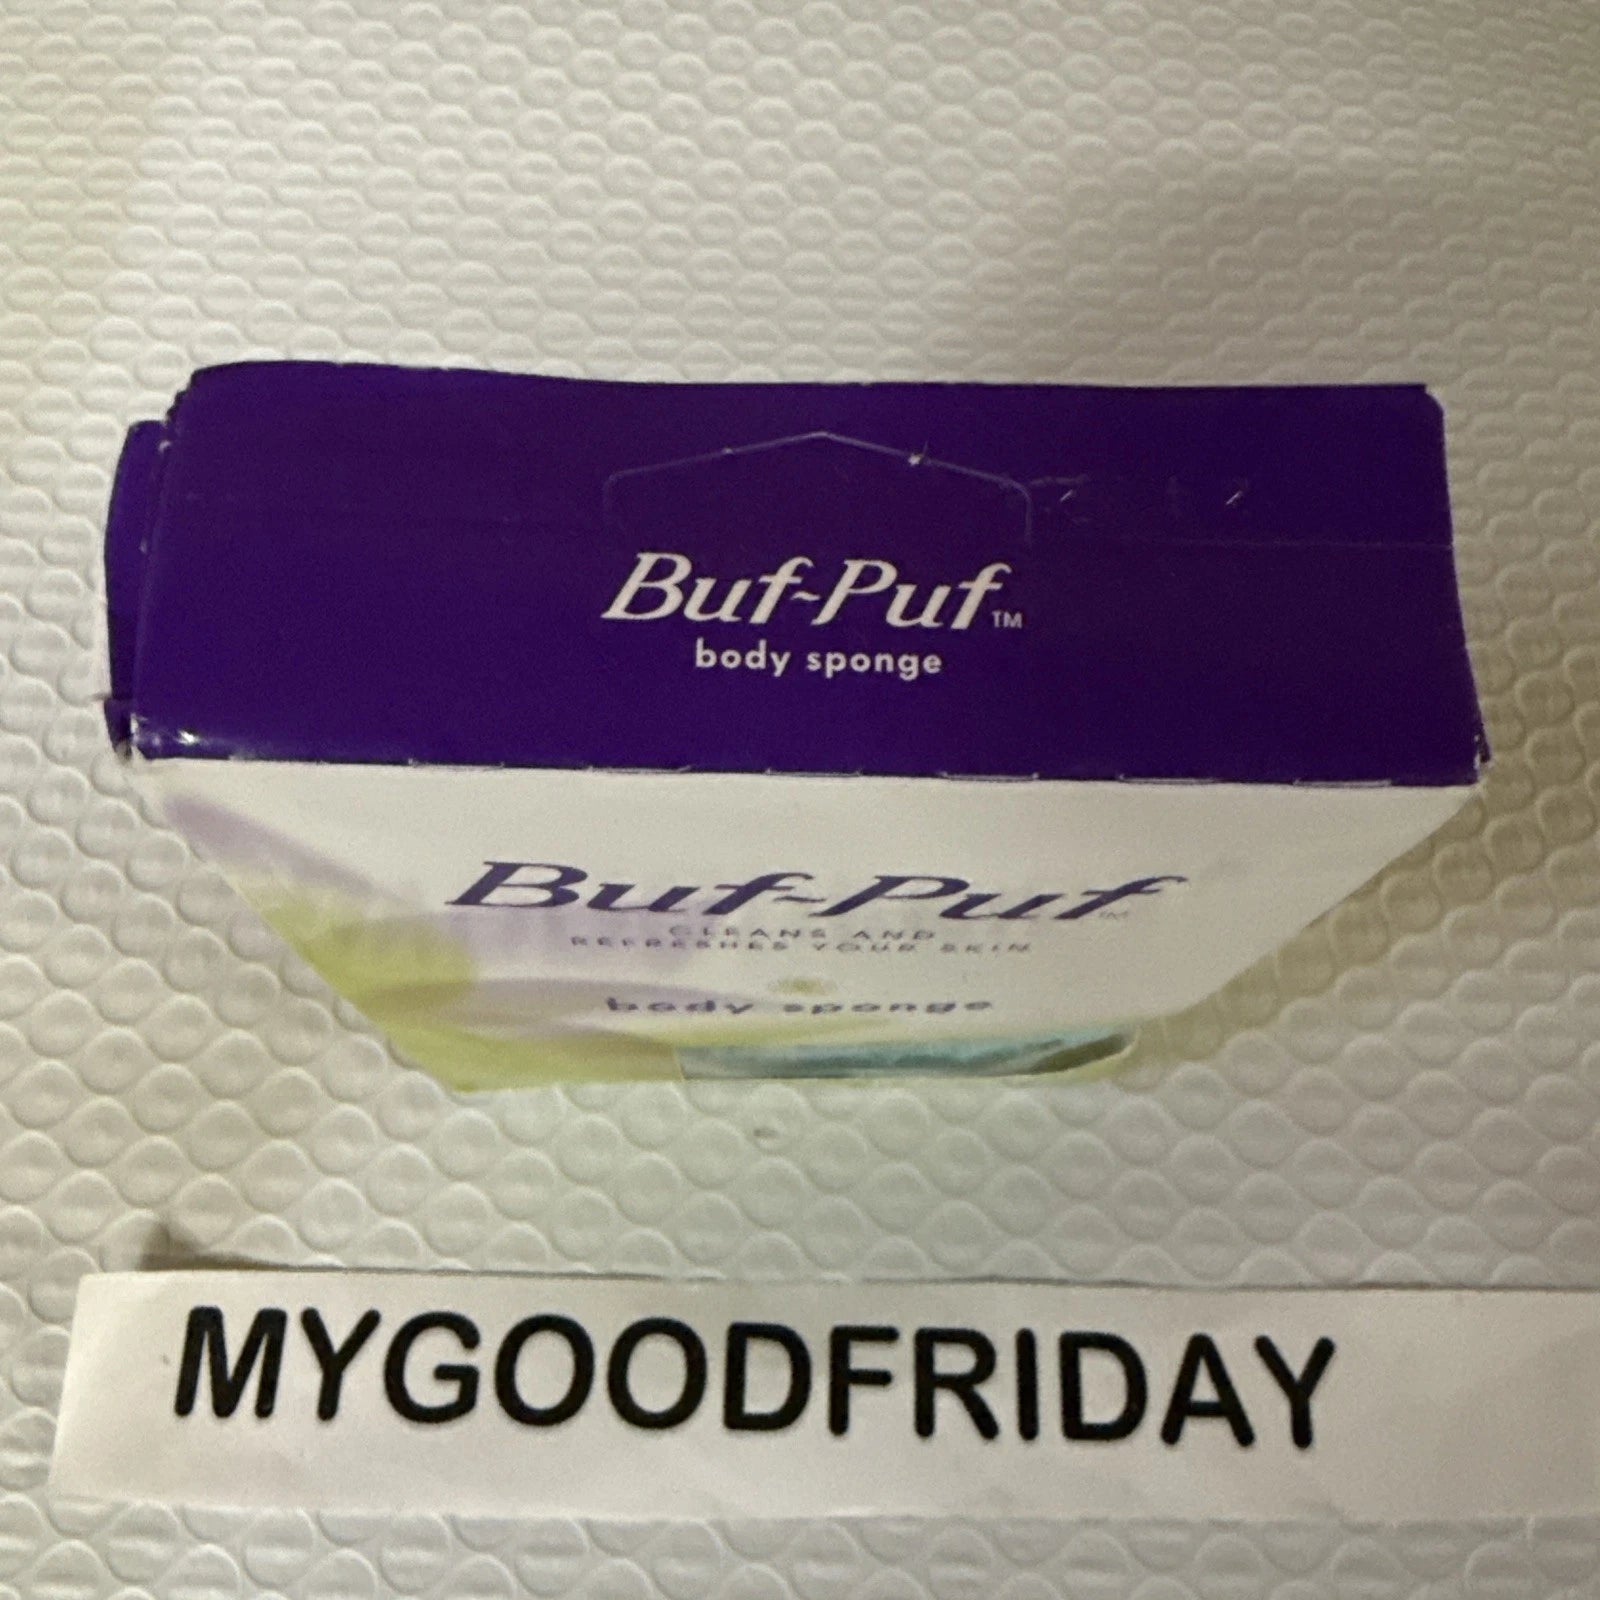 Buf~Puf™
body sponge
Buf~Puf™
CLEANS AND
REFRESHES YOUR SKIN
body sponge
MYGOODFRIDAY